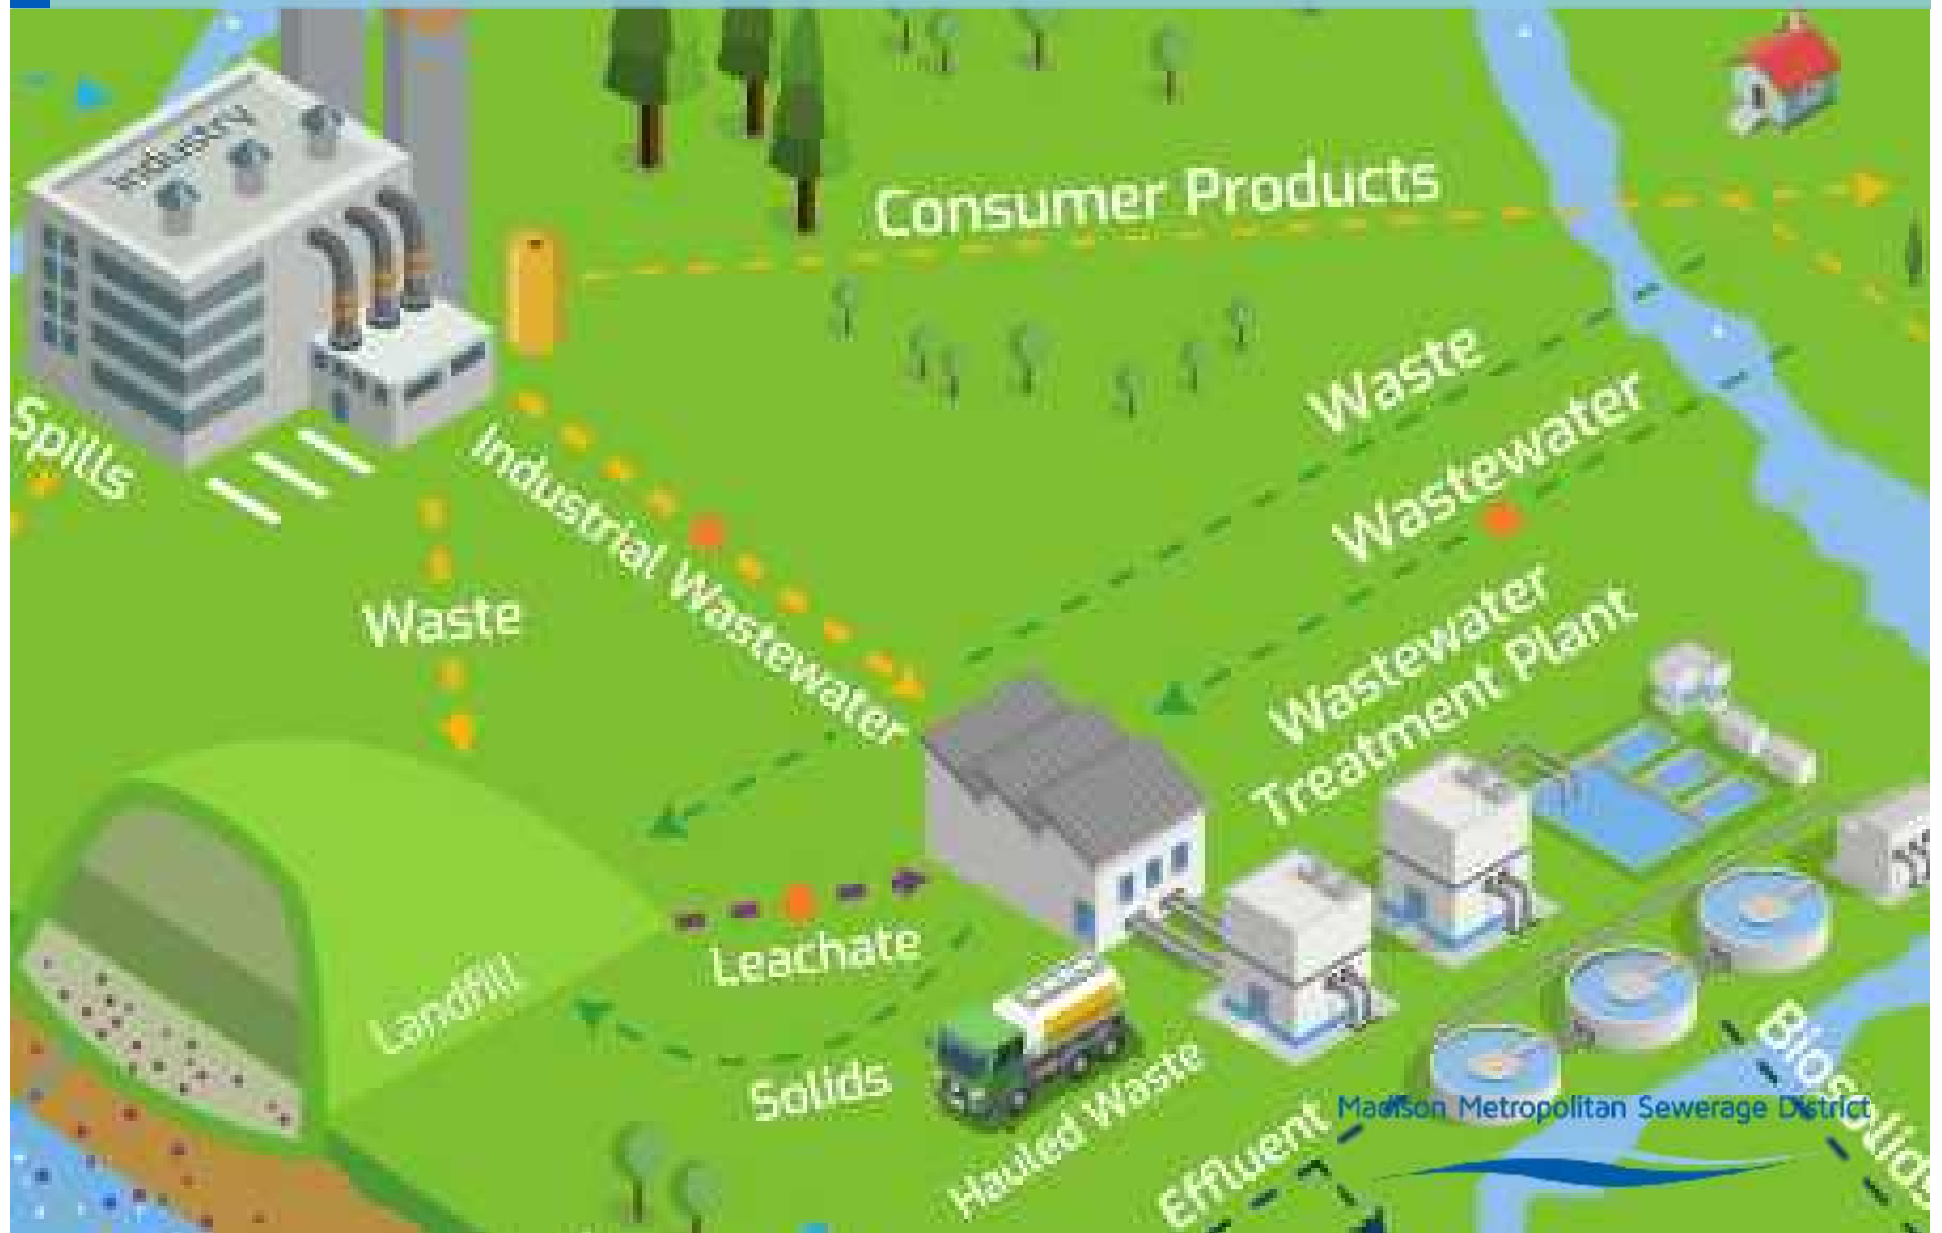 Industry
Consumer Products
Spills
Waste
Industrial Wastewater
Waste
Wastewater
Wastewater
Treatment Plant
Landfill
Leachate
Solids
Hauled Waste
Effluent
Biosolids
Madison Metropolitan Sewerage District